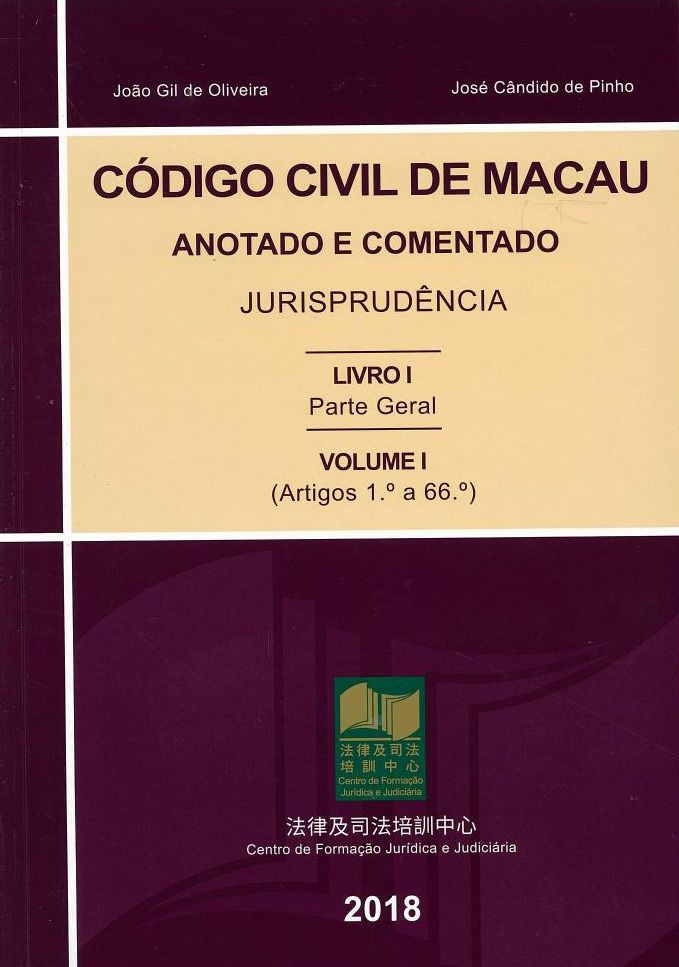 João Gil de Oliveira
José Cândido de Pinho
CÓDIGO CIVIL DE MACAU
ANOTADO E COMENTADO
JURISPRUDÊNCIA
LIVRO I
Parte Geral
VOLUME I
(Artigos 1.º a 66.º)
法律及司法
培訓中心
Centro de Formação
Jurídica e Judiciária
法律及司法培訓中心
Centro de Formação Jurídica e Judiciária
2018